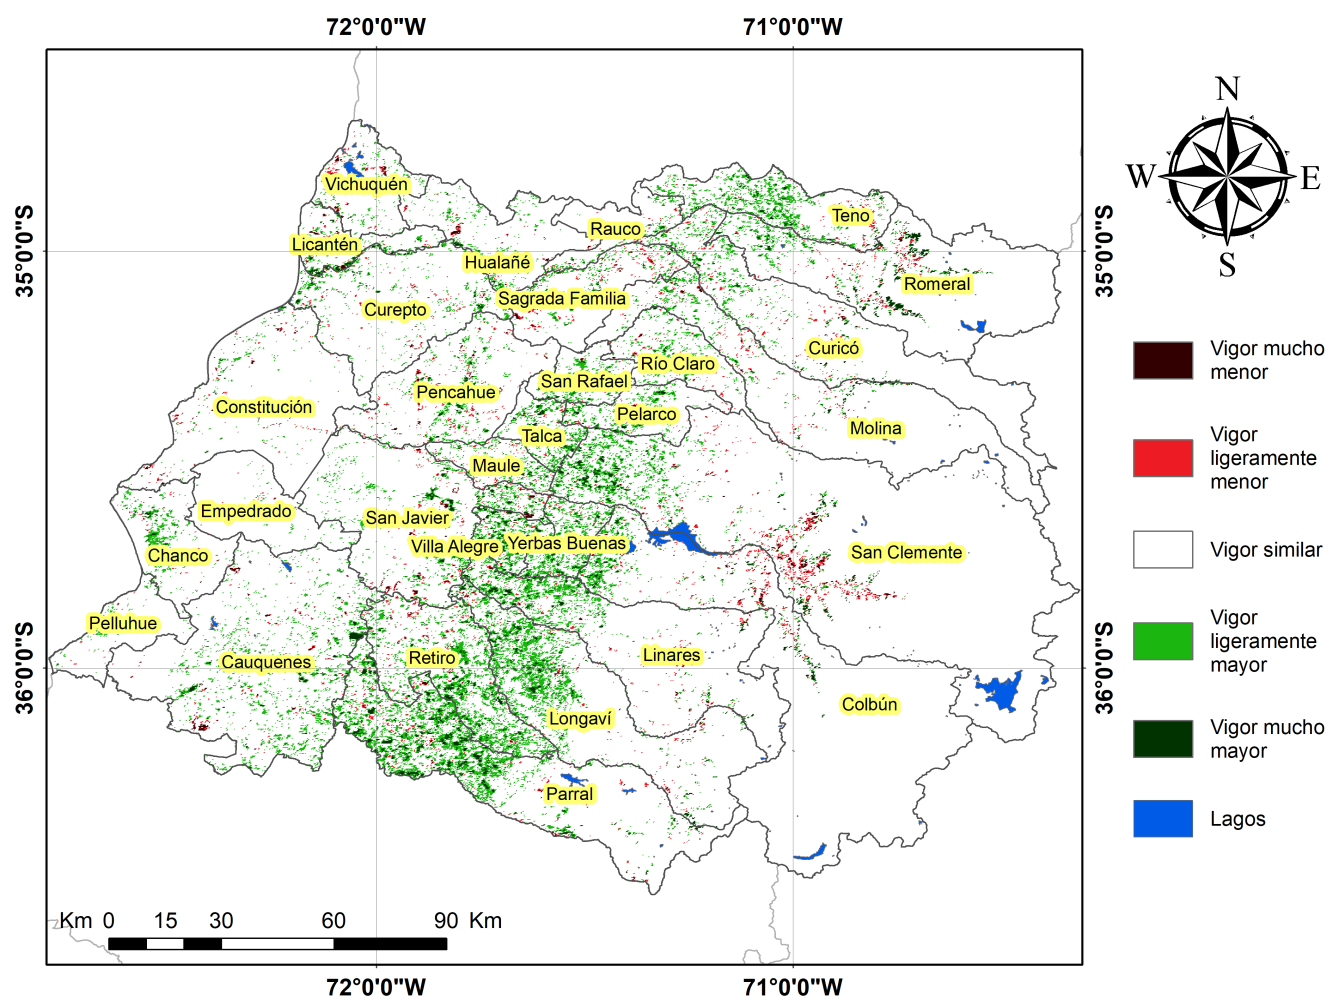 72°0'0"W
71°0'0"W
35°0'0"S
35°0'0"S
36°0'0"S
36°0'0"S
N
W
E
S
Vichuquén
Teno
Rauco
Licantén
Hualañé
Romeral
Sagrada Familia
Curepto
Curicó
Río Claro
San Rafael
Pencahue
Constitución
Pelarco
Molina
Talca
Maule
Empedrado
San Javier
Villa Alegre
Yerbas Buenas
San Clemente
Chanco
Pelluhue
Cauquenes
Retiro
Linares
Colbún
Longaví
Parral
Vigor mucho
menor
Vigor
ligeramente
menor
Vigor similar
Vigor
ligeramente
mayor
Vigor mucho
mayor
Lagos
Km 0 15 30 60 90 Km
72°0'0"W
71°0'0"W